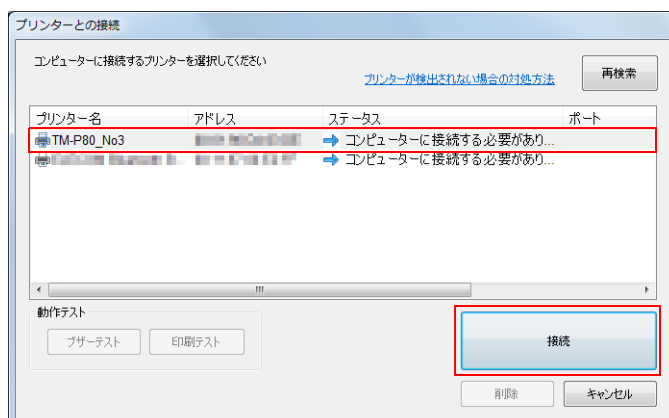 プリンターとの接続
コンピューターに接続するプリンターを選択してください
プリンターが検出されない場合の対処方法
再検索
プリンター名 アドレス ステータス ポート
TM-P80_No3 コンピューターに接続する必要があり...
コンピューターに接続する必要があり...
動作テスト
ブザーテスト 印刷テスト
接続
削除 キャンセル